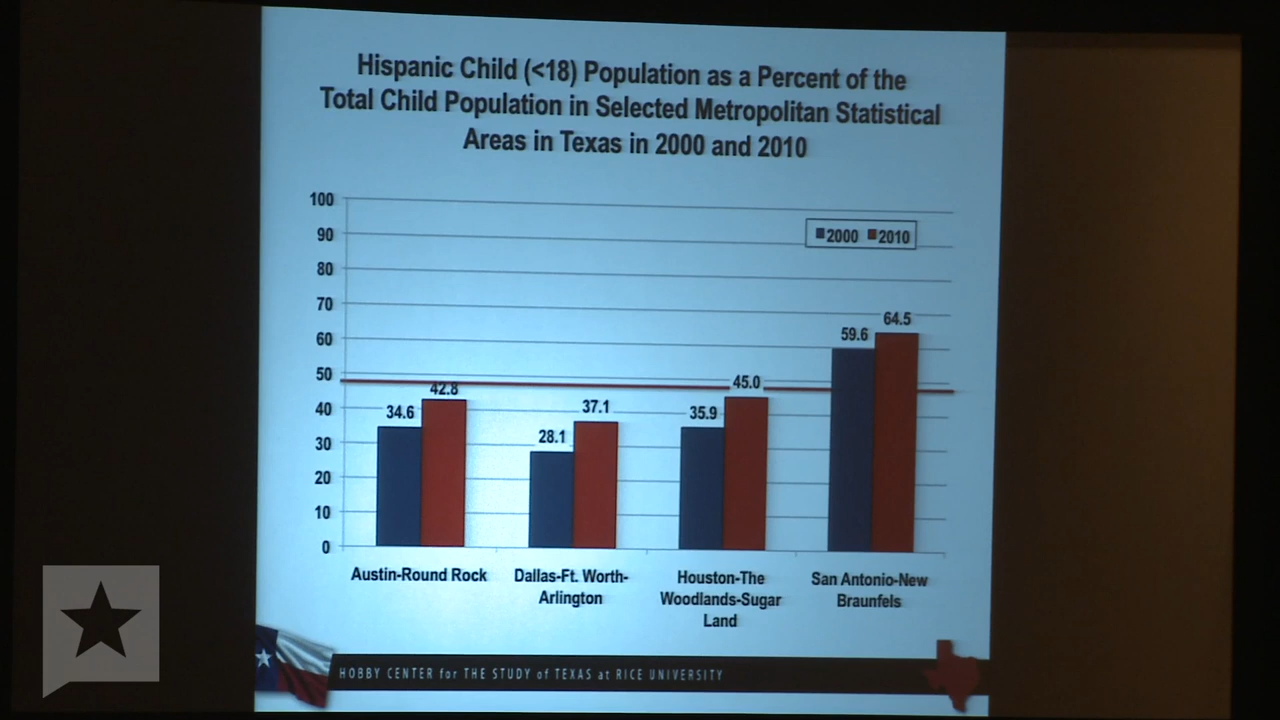 Hispanic Child (<18) Population as a Percent of the
Total Child Population in Selected Metropolitan Statistical
Areas in Texas in 2000 and 2010
100
90
80
70
60
50
40
30
20
10
0
2000 2010
34.6
42.8
28.1
37.1
35.9
45.0
59.6
64.5
Austin-Round Rock
Dallas-Ft. Worth-
Arlington
Houston-The
Woodlands-Sugar
Land
San Antonio-New
Braunfels
HOBBY CENTER for THE STUDY of TEXAS at RICE UNIVERSITY